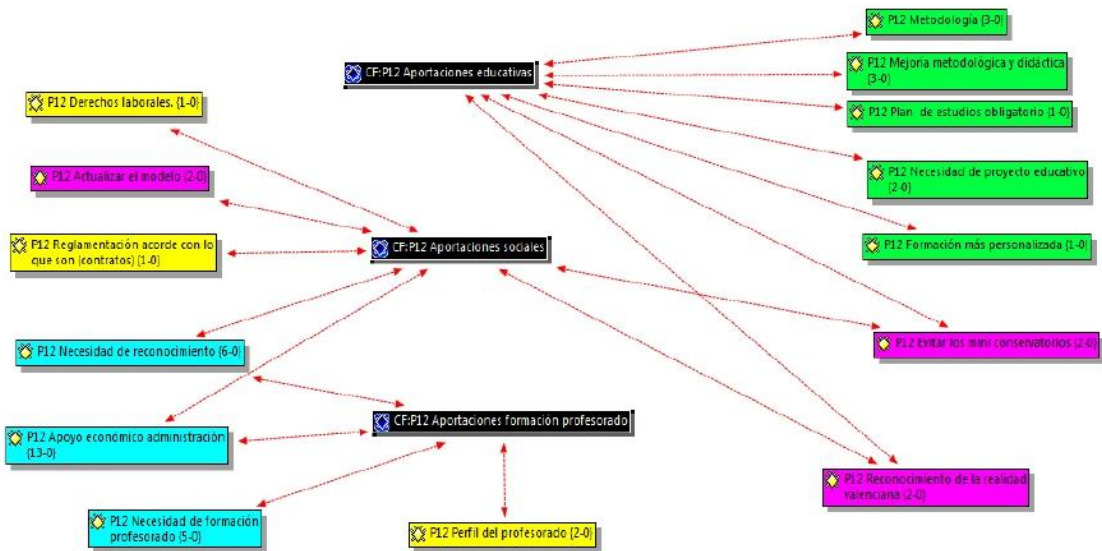 P12 Metodología {3-0}
CF:P12 Aportaciones educativas
P12 Mejoría metodológica y didáctica
{3-0}
P12 Derechos laborales. {1-0}
P12 Plan de estudios obligatorio {1-0}
P12 Actualizar el modelo {2-0}
P12 Necesidad de proyecto educativo
{2-0}
P12 Reglamentación acorde con lo
que son (contratos) {1-0}
CF:P12 Aportaciones sociales
P12 Formación más personalizada {1-0}
P12 Necesidad de reconocimiento {6-0}
P12 Evitar los mini conservatorios {2-0}
CF:P12 Aportaciones formación profesorado
P12 Apoyo económico administración
{13-0}
P12 Reconocimiento de la realidad
valenciana {2-0}
P12 Necesidad de formación
profesorado {5-0}
P12 Perfil del profesorado {2-0}